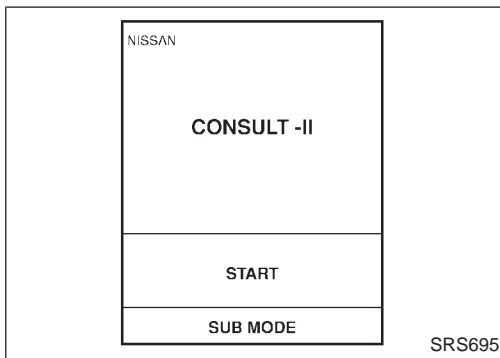 NISSAN
CONSULT -II
START
SUB MODE
SRS695